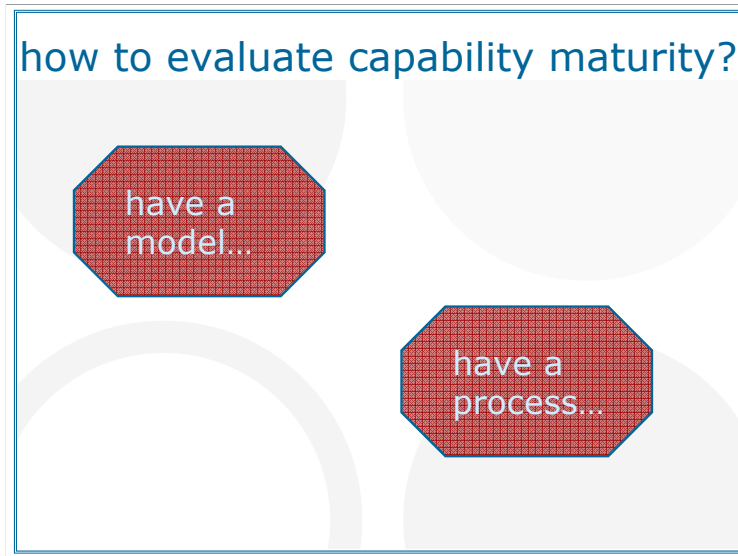 how to evaluate capability maturity?
have a
model…
have a
process…